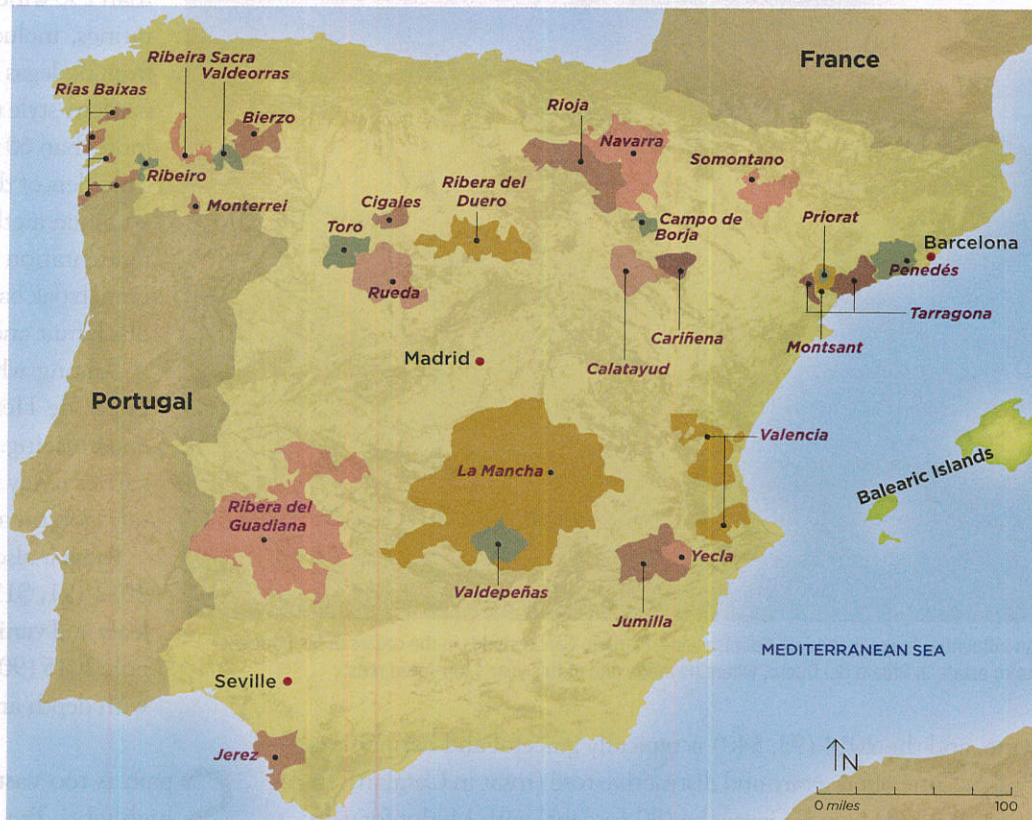 France
Ribeira Sacra
Valdeorras
Rías Baixas
Bierzo
Rioja
Navarra
Somontano
Ribeiro
Monterrei
Cigales
Ribera del
Duero
Toro
Rueda
Campo de
Borja
Priorat
Barcelona
Penedés
Tarragona
Montsant
Cariñena
Calatayud
Madrid
Portugal
Valencia
La Mancha
Balearic Islands
Ribera del
Guadiana
Valdepeñas
Yecla
Jumilla
MEDITERRANEAN SEA
Seville
Jerez
N
0 miles 100